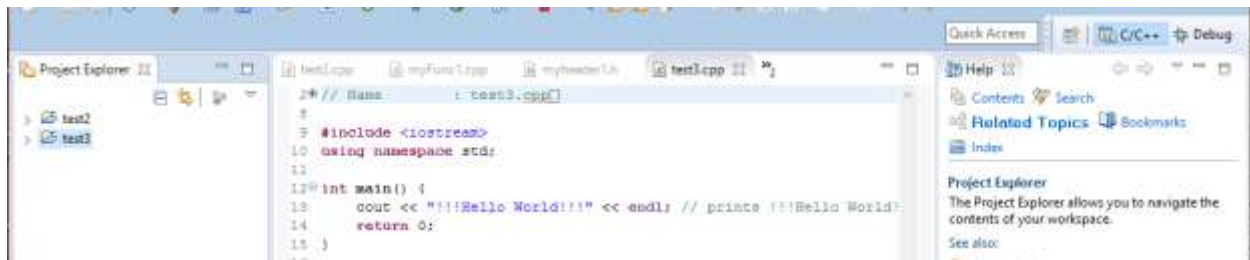 Quick Access C/C++ Debug
Project Explorer
test2
test3
test2.cpp myFunc1.cpp myheader1.h test3.cpp
2 // Name : test3.cpp
8
9 #include <iostream>
10 using namespace std;
11
12 int main() {
13 cout << "!!!Hello World!!!" << endl; // prints !!!Hello World!
14 return 0;
15 }
Help
Contents Search
Related Topics Bookmarks
Index
Project Explorer
The Project Explorer allows you to navigate the
contents of your workspace.
See also: